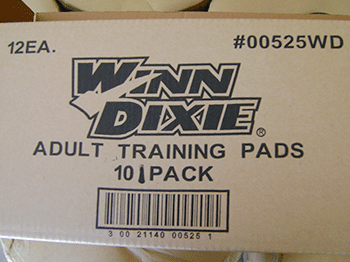 12EA. #00525WD
WINN
DIXIE®
ADULT TRAINING PADS
10 PACK
3 00 21140 00525 1